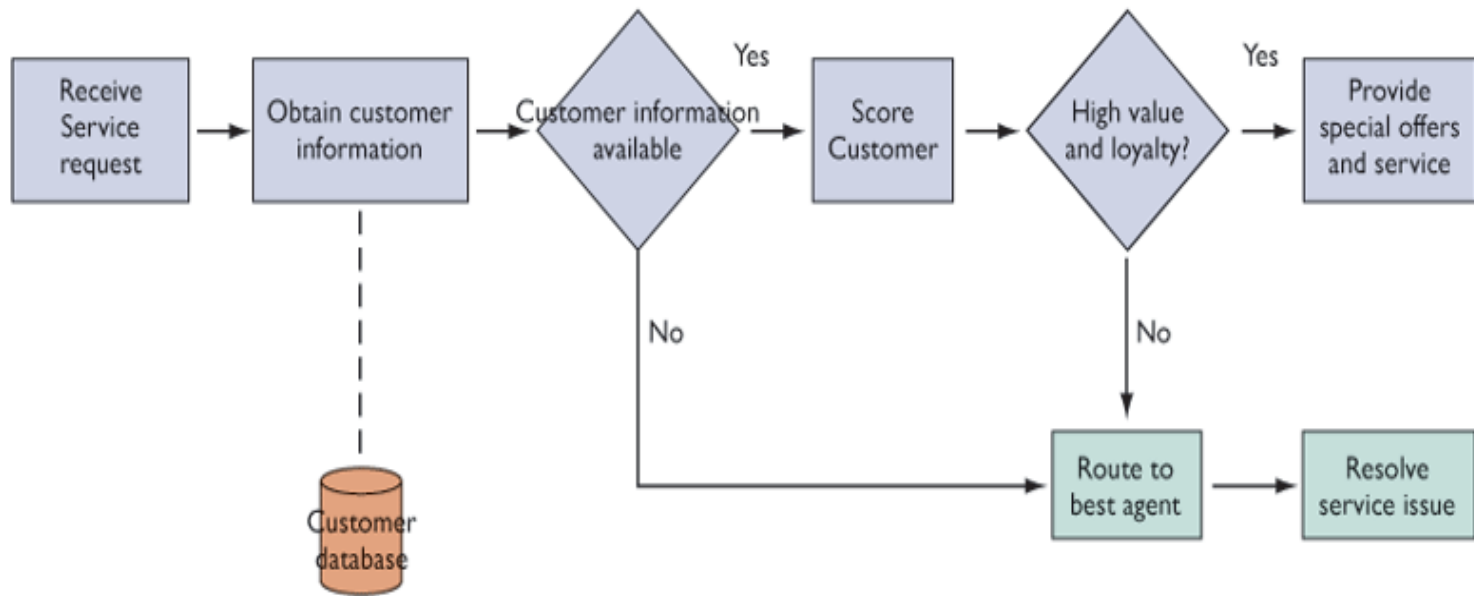 Receive
Service
request
Obtain customer
information
Customer information
available
Yes
Score
Customer
High value
and loyalty?
Yes
Provide
special offers
and service
No
No
Route to
best agent
Resolve
service issue
Customer
database